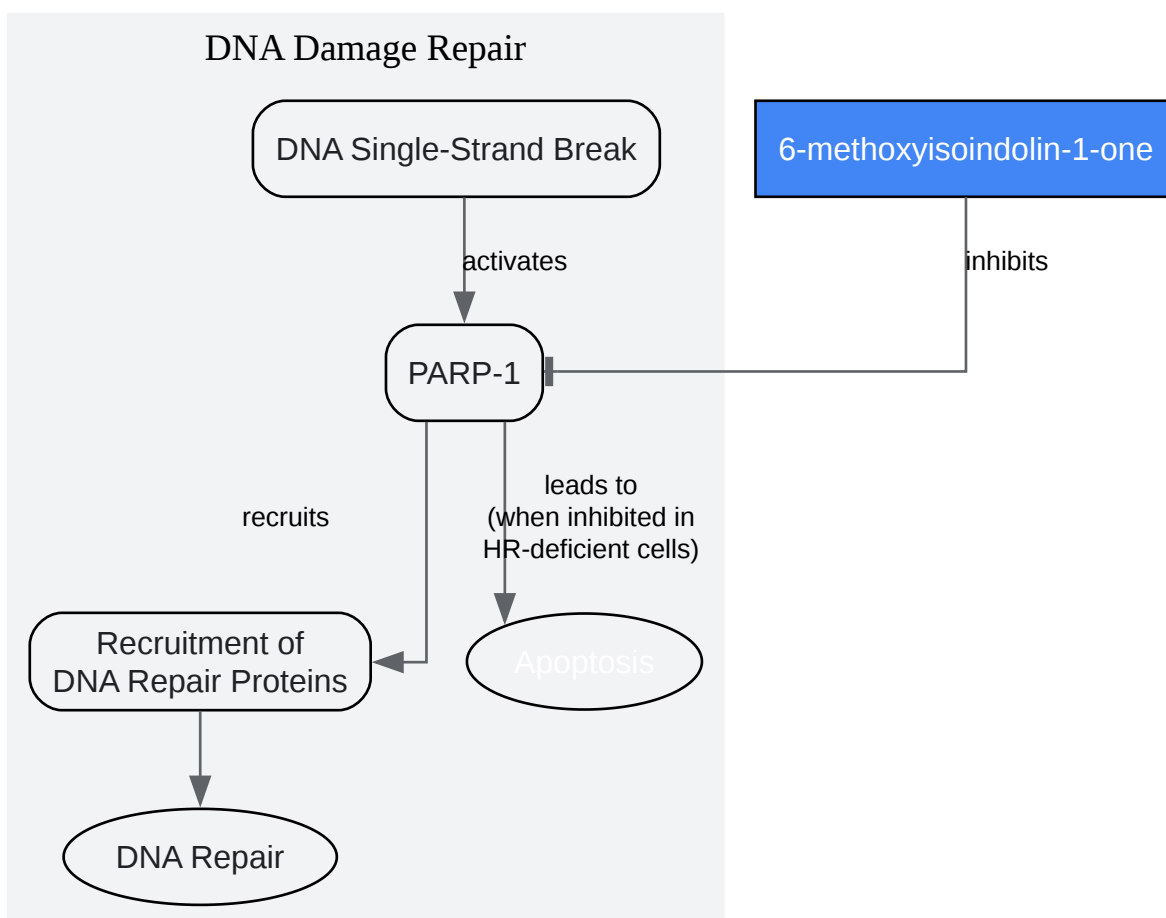 DNA Damage Repair
DNA Single-Strand Break
6-methoxyisoindolin-1-one
activates
inhibits
PARP-1
recruits
leads to
(when inhibited in
HR-deficient cells)
Recruitment of
DNA Repair Proteins
Apoptosis
DNA Repair